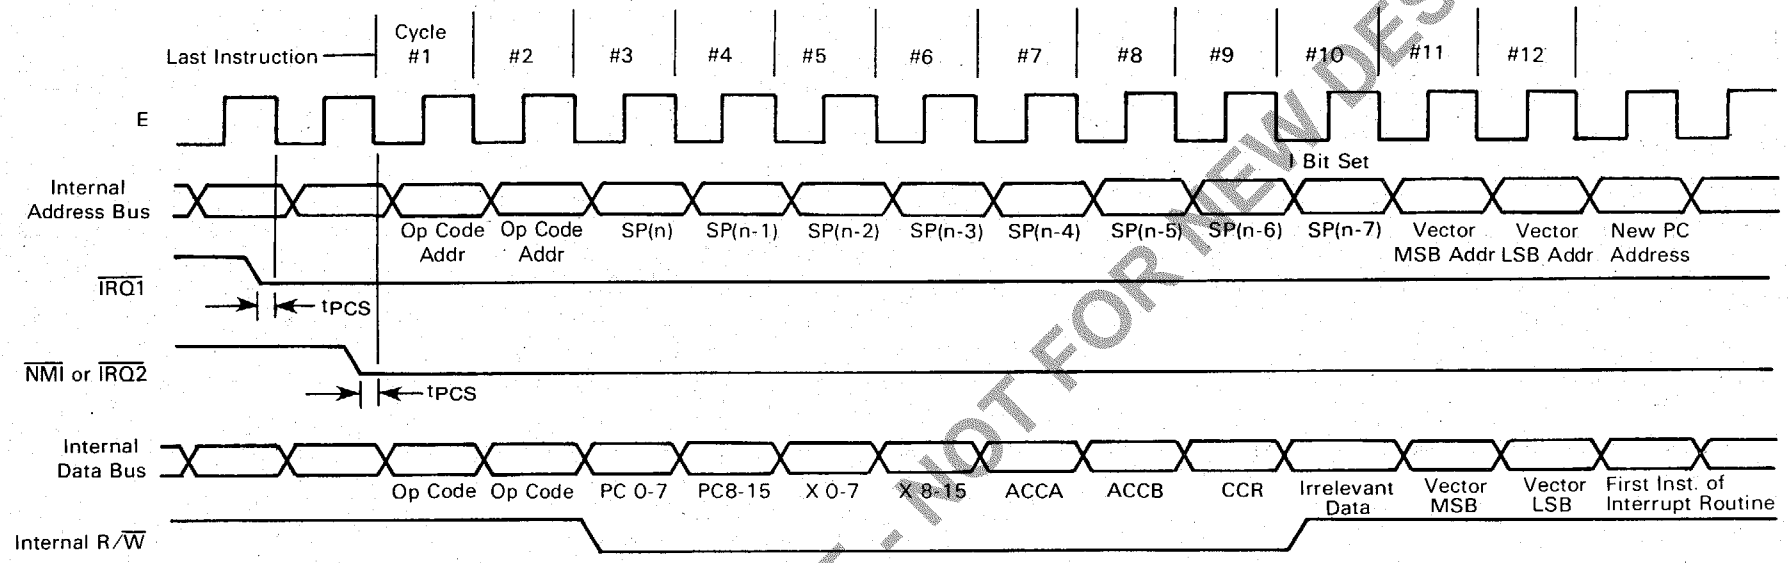 Cycle
Last Instruction #1 #2 #3 #4 #5 #6 #7 #8 #9 #10 #11 #12
E
I Bit Set
Internal
Address Bus
Op Code Op Code SP(n) SP(n-1) SP(n-2) SP(n-3) SP(n-4) SP(n-5) SP(n-6) SP(n-7) Vector Vector New PC
Addr Addr MSB Addr LSB Addr Address
IRQ1
tPCS
NMI or IRQ2
tPCS
Internal
Data Bus
Op Code Op Code PC 0-7 PC8-15 X 0-7 X 8-15 ACCA ACCB CCR Irrelevant Vector Vector First Inst. of
Data MSB LSB Interrupt Routine
Internal R/W
- NOT FOR NEW DES